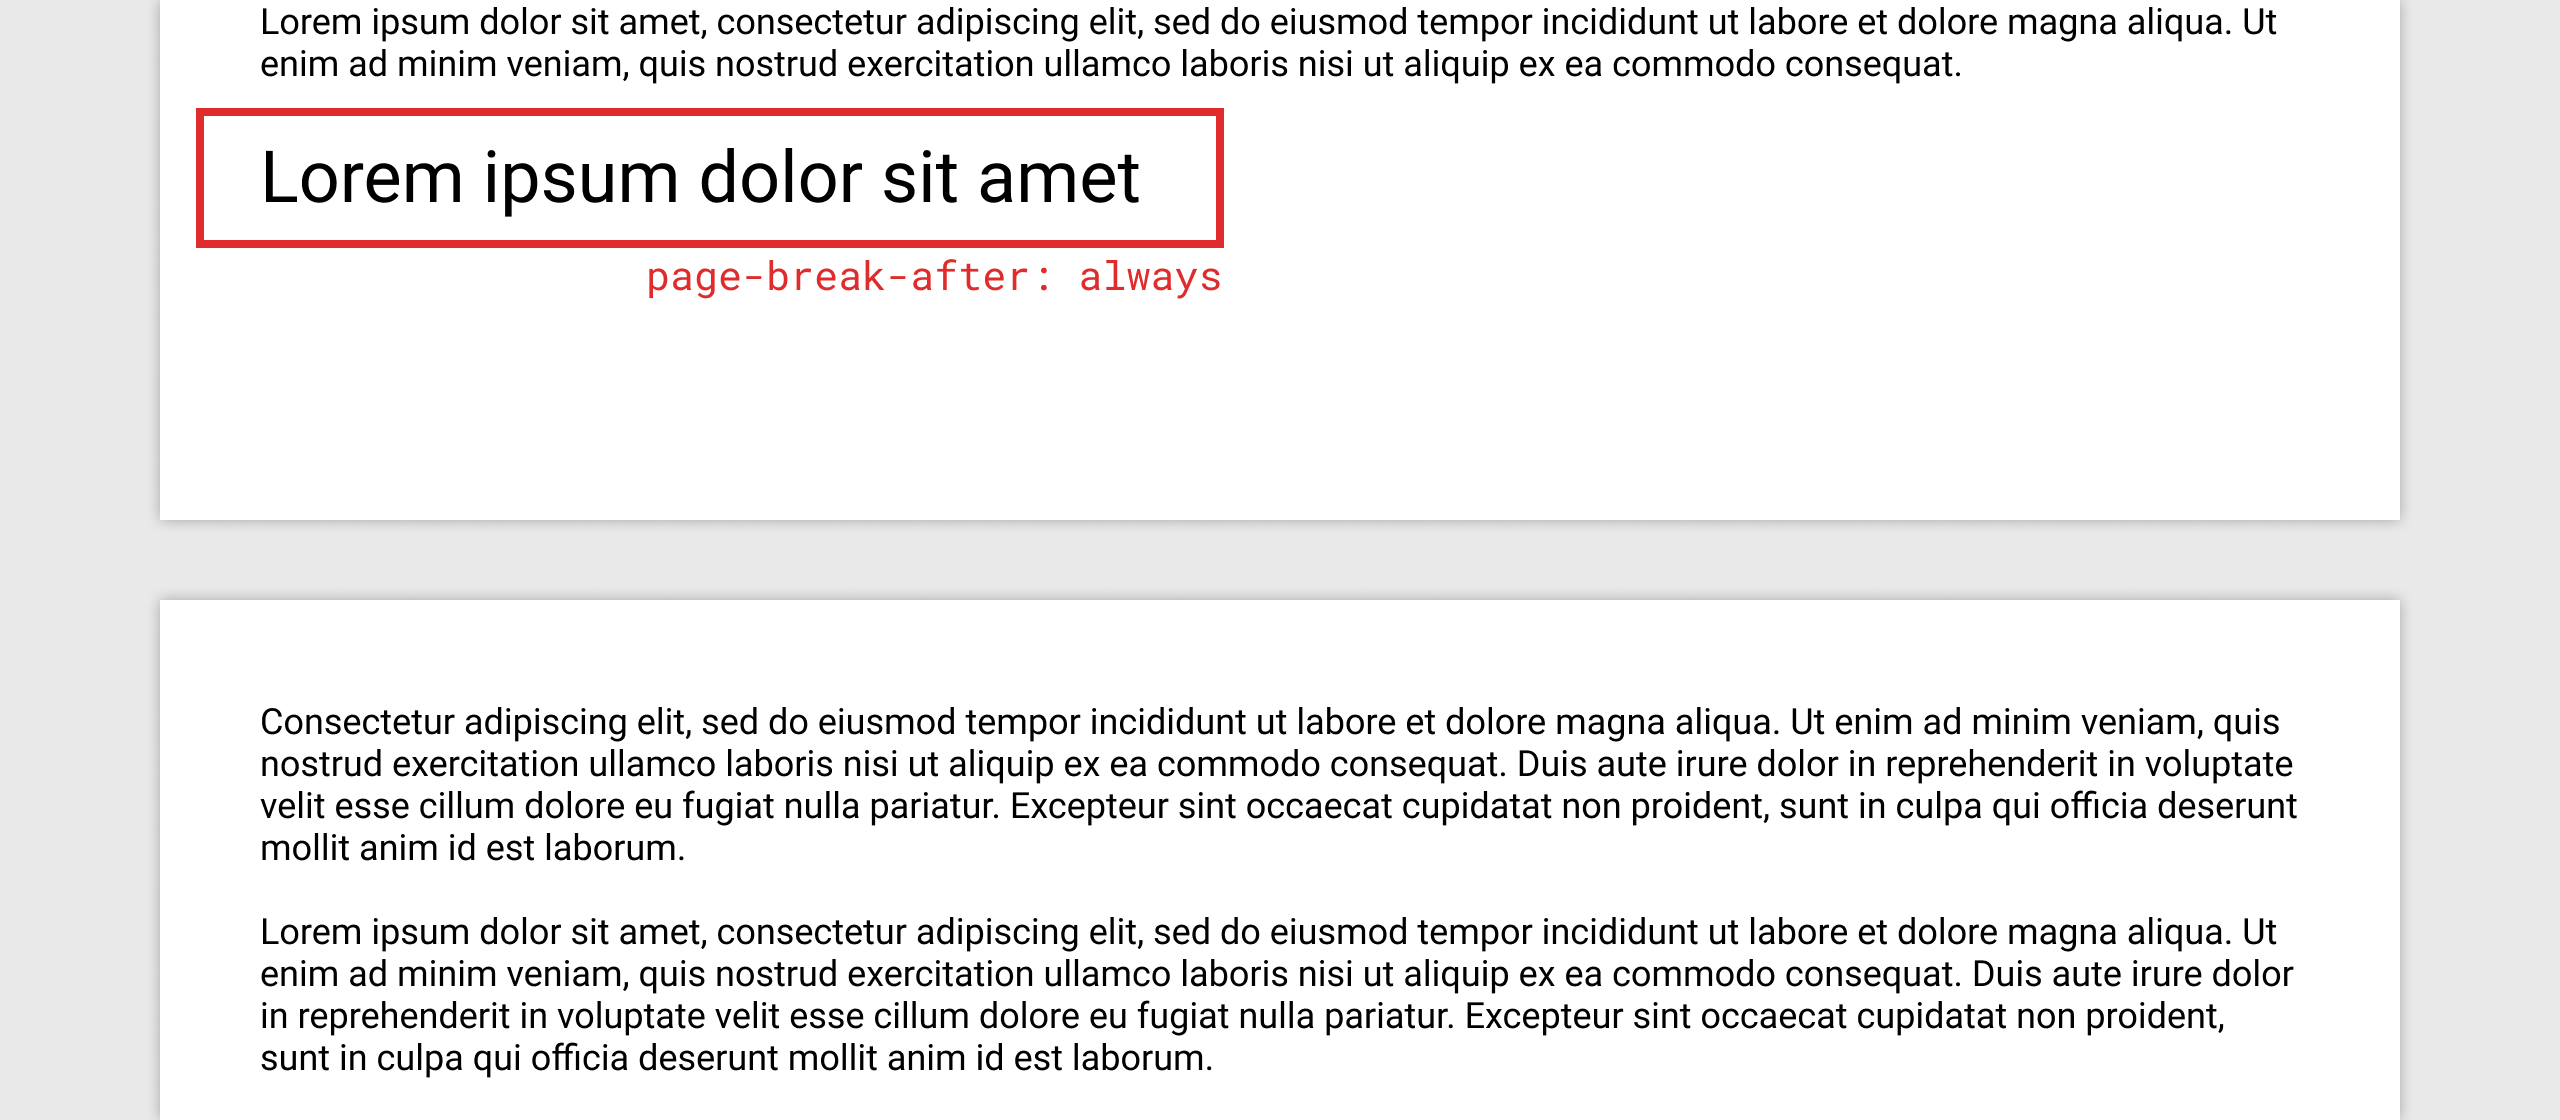 Lorem ipsum dolor sit amet, consectetur adipiscing elit, sed do eiusmod tempor incididunt ut labore et dolore magna aliqua. Ut
enim ad minim veniam, quis nostrud exercitation ullamco laboris nisi ut aliquip ex ea commodo consequat.
Lorem ipsum dolor sit amet
page-break-after: always
Consectetur adipiscing elit, sed do eiusmod tempor incididunt ut labore et dolore magna aliqua. Ut enim ad minim veniam, quis
nostrud exercitation ullamco laboris nisi ut aliquip ex ea commodo consequat. Duis aute irure dolor in reprehenderit in voluptate
velit esse cillum dolore eu fugiat nulla pariatur. Excepteur sint occaecat cupidatat non proident, sunt in culpa qui officia deserunt
mollit anim id est laborum.
Lorem ipsum dolor sit amet, consectetur adipiscing elit, sed do eiusmod tempor incididunt ut labore et dolore magna aliqua. Ut
enim ad minim veniam, quis nostrud exercitation ullamco laboris nisi ut aliquip ex ea commodo consequat. Duis aute irure dolor
in reprehenderit in voluptate velit esse cillum dolore eu fugiat nulla pariatur. Excepteur sint occaecat cupidatat non proident,
sunt in culpa qui officia deserunt mollit anim id est laborum.